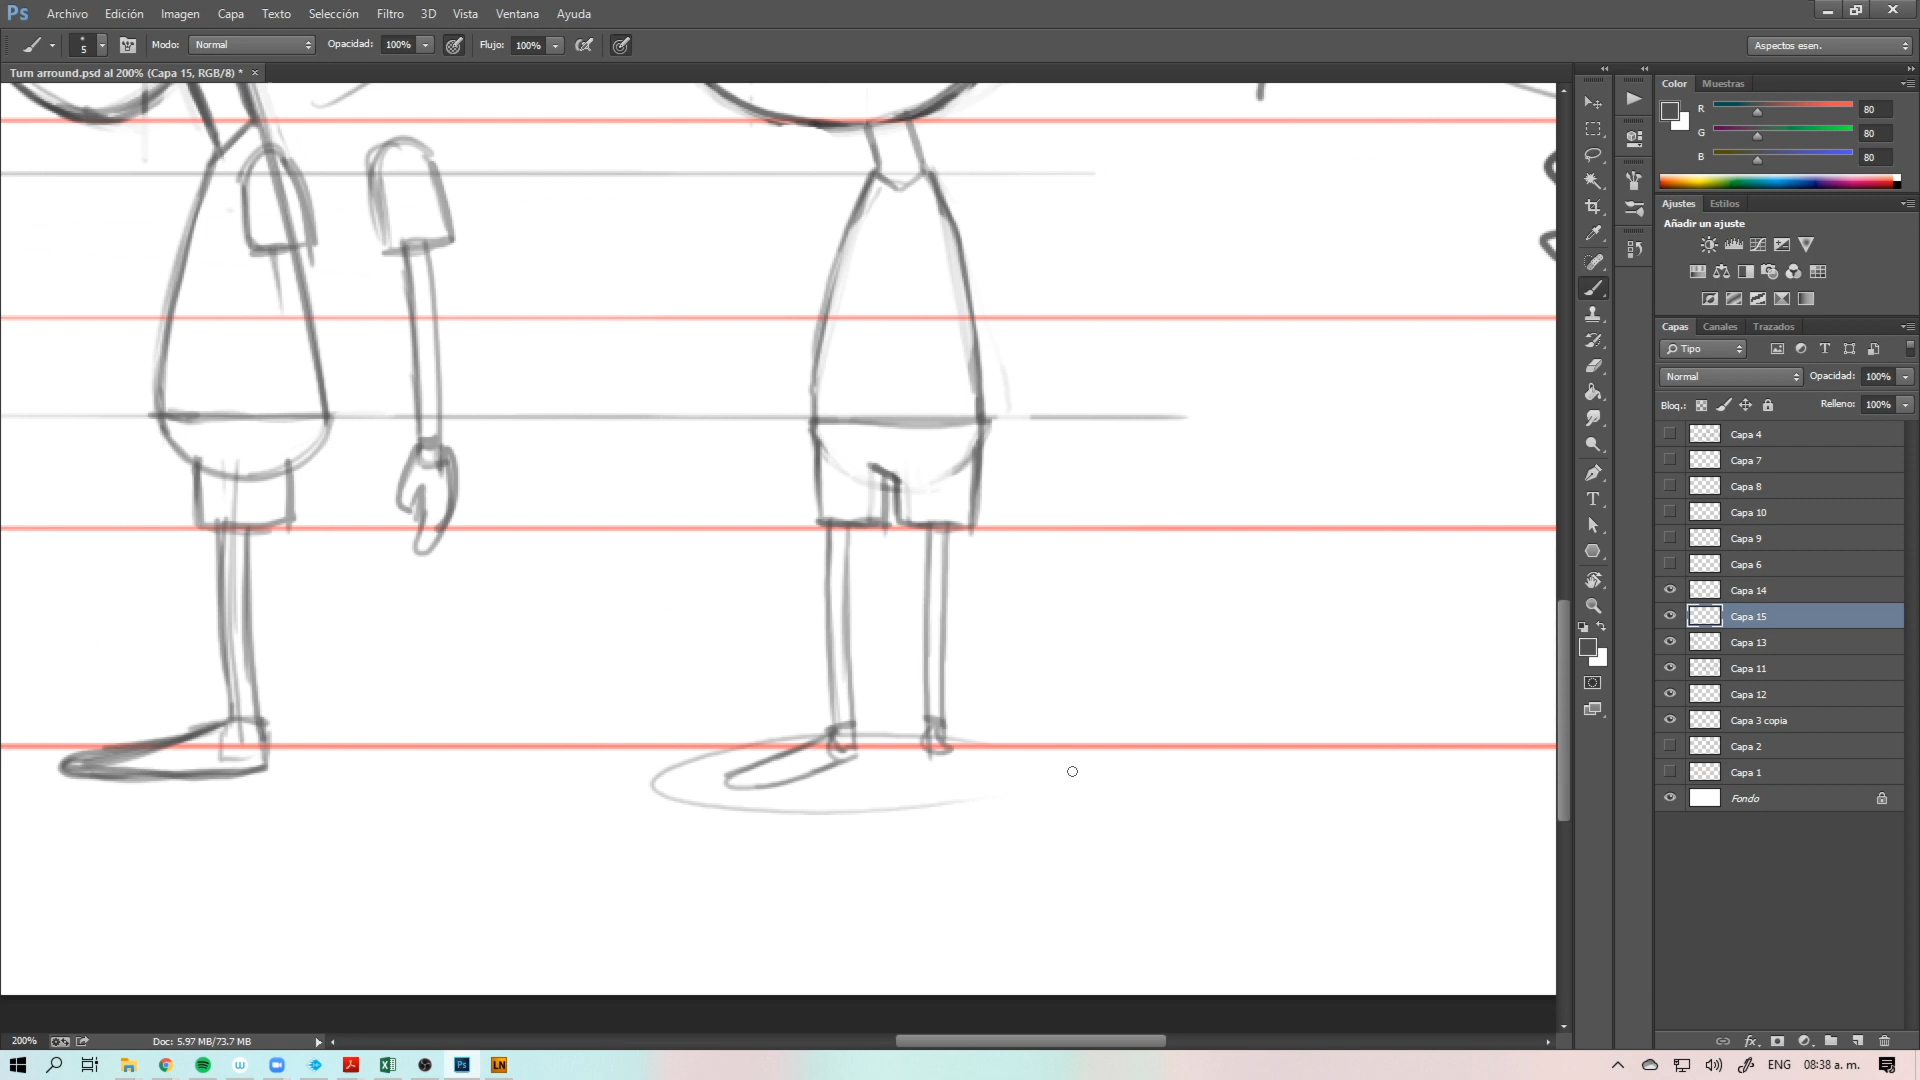 Ps Archivo Edición Imagen Capa Texto Selección Filtro 3D Vista Ventana Ayuda
5 Modo: Normal Opacidad: 100% Flujo: 100% Aspectos esen.
Turn arround.psd al 200% (Capa 15, RGB/8) * ×
Color Muestras
R 80
G 80
B 80
Ajustes Estilos
Añadir un ajuste
Capas Canales Trazados
Tipo
Normal Opacidad: 100%
Bloq.: Relleno: 100%
Capa 4
Capa 7
Capa 8
Capa 10
Capa 9
Capa 6
Capa 14
Capa 15
Capa 13
Capa 11
Capa 12
Capa 3 copia
Capa 2
Capa 1
Fondo
200% Doc: 5.97 MB/73.7 MB
fx
ENG 08:38 a. m.